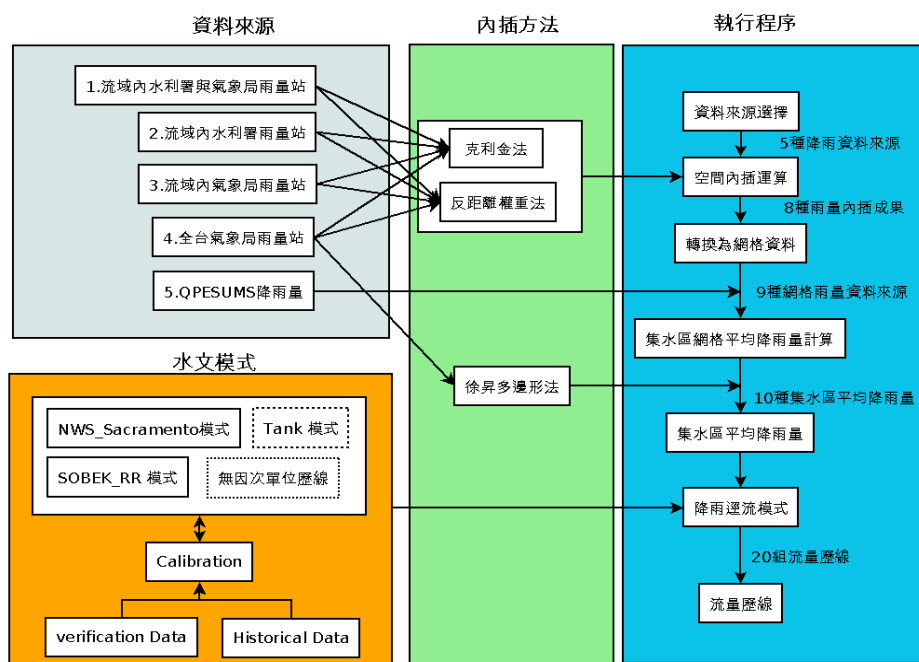 資料來源
1.流域內水利署與氣象局雨量站
2.流域內水利署雨量站
3.流域內氣象局雨量站
4.全台氣象局雨量站
5.QPESUMS降雨量
內插方法
克利金法
反距離權重法
徐昇多邊形法
執行程序
資料來源選擇
5種降雨資料來源
空間內插運算
8種雨量內插成果
轉換為網格資料
9種網格雨量資料來源
集水區網格平均降雨量計算
10種集水區平均降雨量
集水區平均降雨量
降雨逕流模式
20組流量歷線
流量歷線
水文模式
NWS_Sacramento模式
Tank 模式
SOBEK_RR 模式
無因次單位歷線
Calibration
verification Data
Historical Data